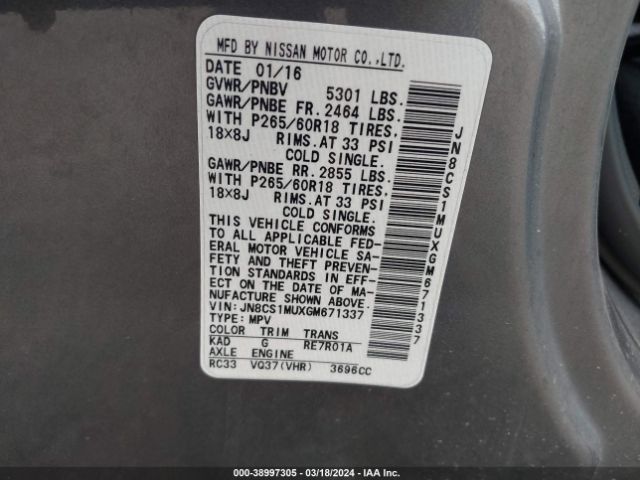 MFD BY NISSAN MOTOR CO.,LTD.
DATE 01/16
GVWR/PNBV 5301 LBS.
GAWR/PNBE FR. 2464 LBS.
WITH P265/60R18 TIRES,
18X8J RIMS.AT 33 PSI
COLD SINGLE.
GAWR/PNBE RR. 2855 LBS.
WITH P265/60R18 TIRES,
18X8J RIMS.AT 33 PSI
COLD SINGLE.
THIS VEHICLE CONFORMS
TO ALL APPLICABLE FED-
ERAL MOTOR VEHICLE SA-
FETY AND THEFT PREVEN-
TION STANDARDS IN EFF-
ECT ON THE DATE OF MA-
NUFACTURE SHOWN ABOVE.
VIN: JN8CS1MUXGM671337
TYPE: MPV
COLOR TRIM TRANS
KAD G RE7R01A
AXLE ENGINE
RC33 VQ37(VHR) 3696CC
JN8CS1MUXGM671337
000-38997305 - 03/18/2024 - IAA Inc.